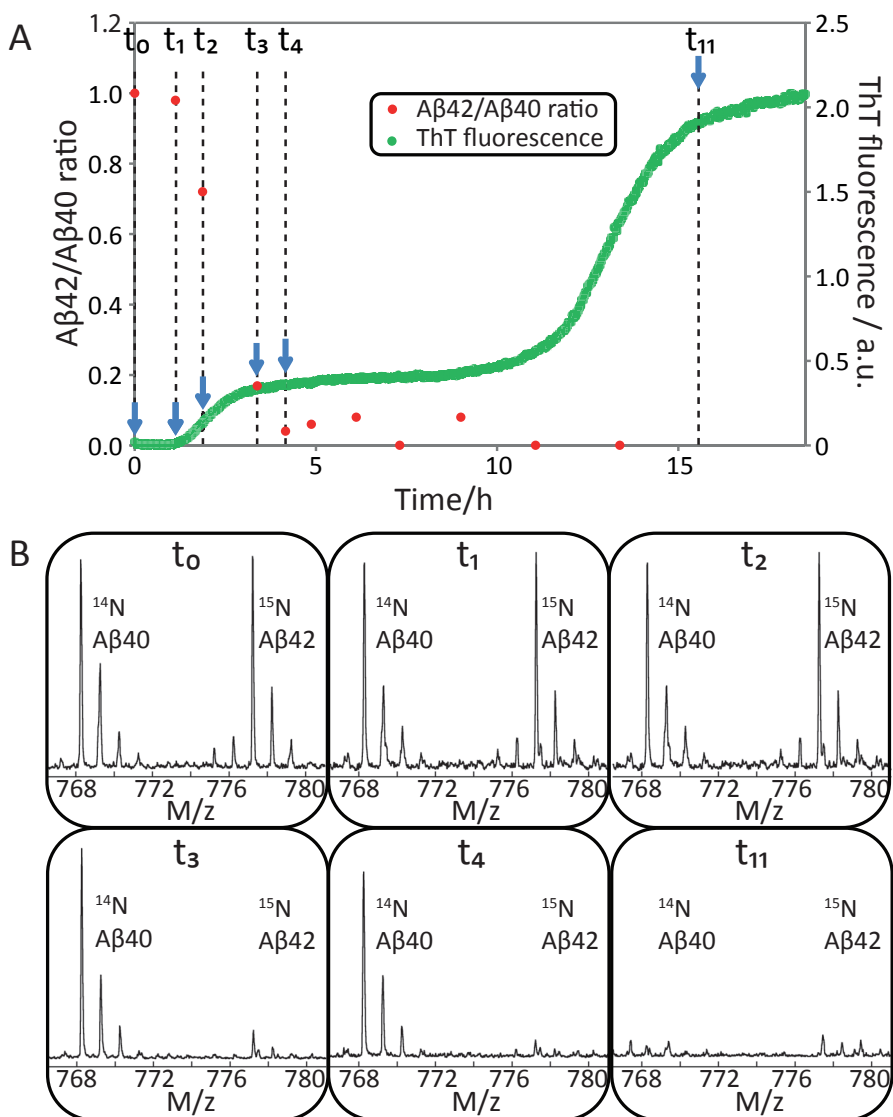 A
t₀ t₁ t₂ t₃ t₄ t₁₁
Aβ42/Aβ40 ratio
1.2
1.0
0.8
0.6
0.4
0.2
0.0
Aβ42/Aβ40 ratio
ThT fluorescence
2.5
2.0
1.5
1.0
0.5
0
ThT fluorescence / a.u.
0 5 10 15
Time/h
B
t₀
¹⁴N ¹⁵N
Aβ40 Aβ42
768 772 776 780
M/z
t₁
¹⁴N ¹⁵N
Aβ40 Aβ42
768 772 776 780
M/z
t₂
¹⁴N ¹⁵N
Aβ40 Aβ42
768 772 776 780
M/z
t₃
¹⁴N ¹⁵N
Aβ40 Aβ42
768 772 776 780
M/z
t₄
¹⁴N ¹⁵N
Aβ40 Aβ42
768 772 776 780
M/z
t₁₁
¹⁴N ¹⁵N
Aβ40 Aβ42
768 772 776 780
M/z